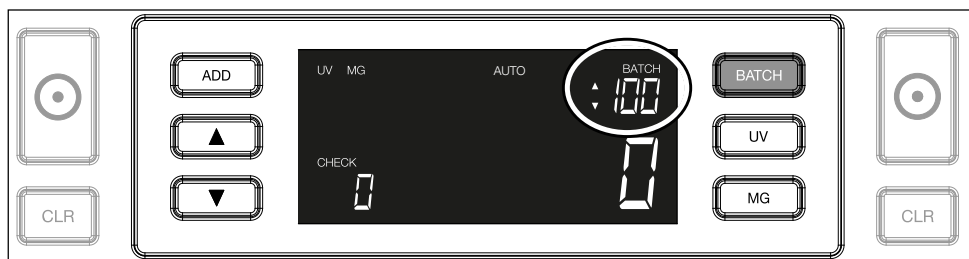 ADD
UV MG AUTO BATCH
100
BATCH
UV
CHECK
0 0
MG
CLR
CLR